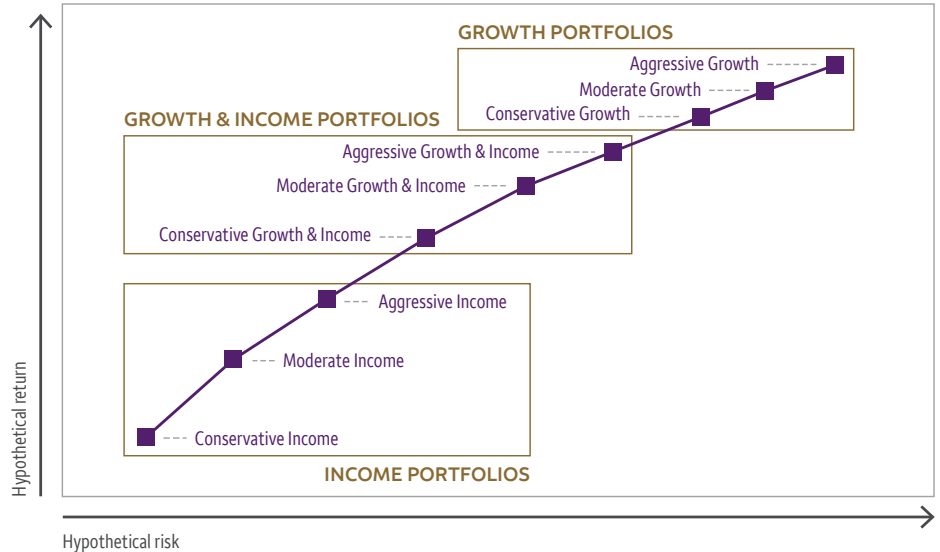 GROWTH PORTFOLIOS
Aggressive Growth
Moderate Growth
Conservative Growth
GROWTH & INCOME PORTFOLIOS
Aggressive Growth & Income
Moderate Growth & Income
Conservative Growth & Income
Aggressive Income
Moderate Income
Conservative Income
INCOME PORTFOLIOS
Hypothetical return
Hypothetical risk